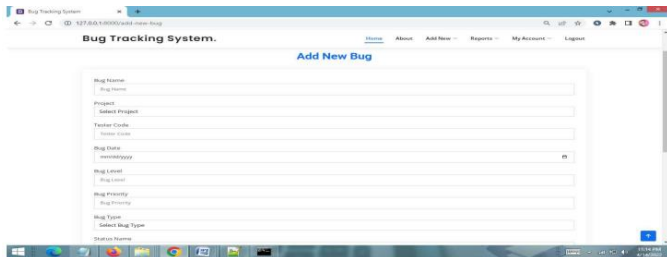 Bug Tracking System
127.0.0.1:8000/add-new-bug
Bug Tracking System.
Home About Add New Reports My Account Logout
Add New Bug
Bug Name
Bug Name
Project
Select Project
Tester Code
Tester Code
Bug Date
mm/dd/yyyy
Bug Level
Bug Level
Bug Priority
Bug Priority
Bug Type
Select Bug Type
Status Name